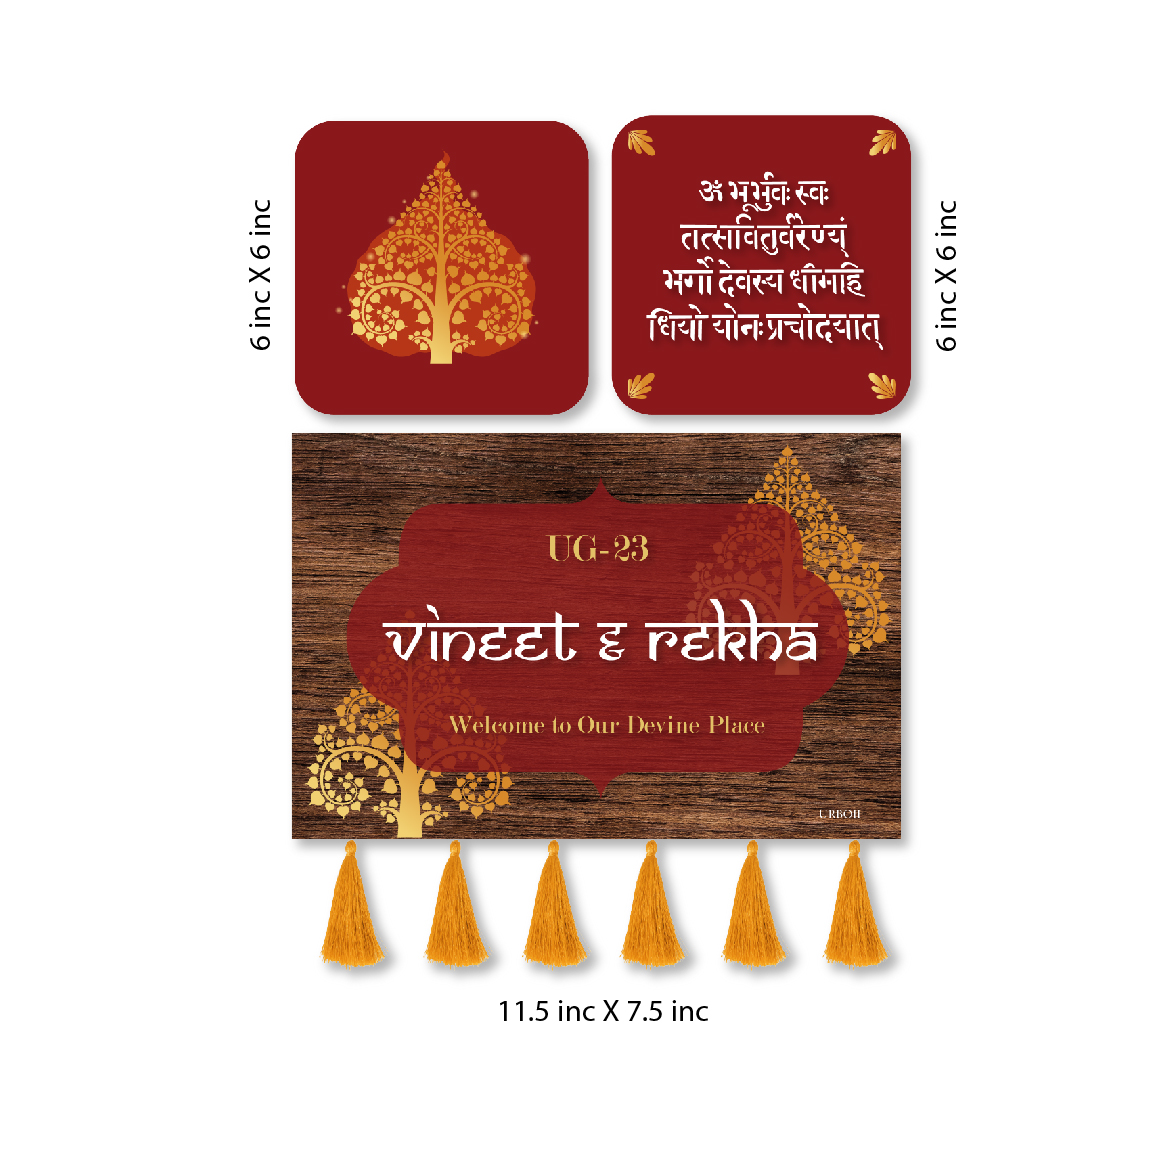 6 inc X 6 inc
ॐ भूर्भुवः स्वः
तत्सवितुर्वरेण्यं
भर्गो देवस्य धीमहि
धियो योनः प्रचोदयात्
6 inc X 6 inc
UG-23
Vineet & Rekha
Welcome to Our Devine Place
URBOII
11.5 inc X 7.5 inc